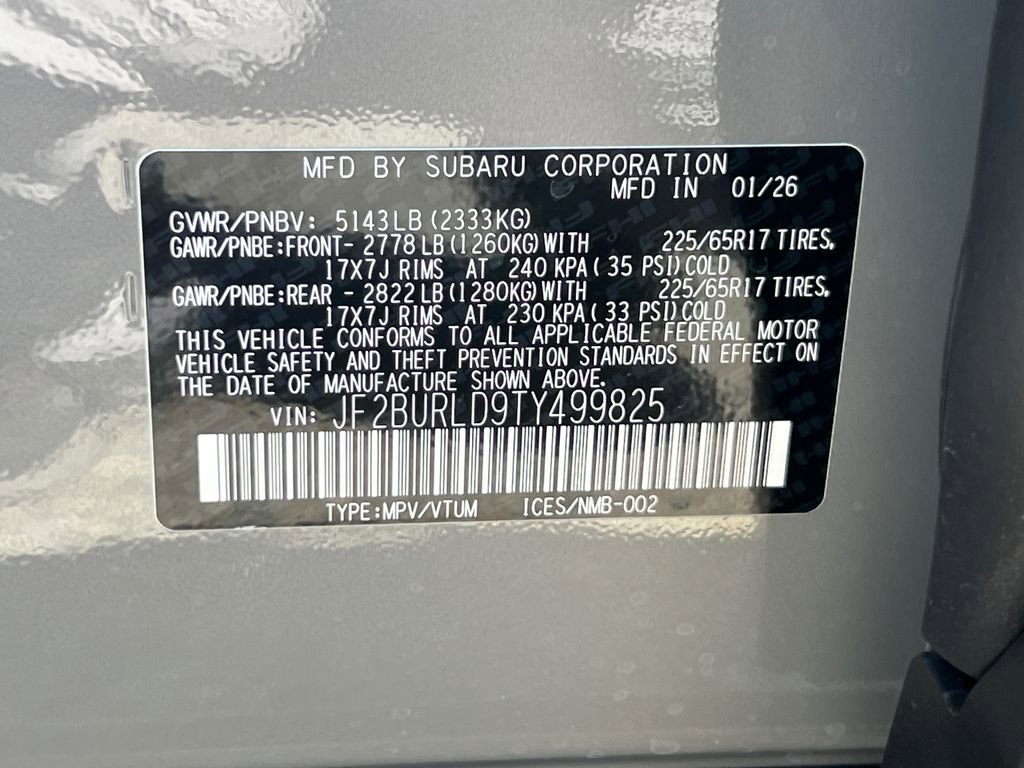 MFD BY SUBARU CORPORATION
MFD IN 01/26
GVWR/PNBV: 5143LB (2333KG)
GAWR/PNBE:FRONT- 2778 LB (1260KG) WITH 225/65R17 TIRES,
17X7J RIMS AT 240 KPA ( 35 PSI) COLD
GAWR/PNBE:REAR - 2822 LB (1280KG) WITH 225/65R17 TIRES,
17X7J RIMS AT 230 KPA ( 33 PSI) COLD
THIS VEHICLE CONFORMS TO ALL APPLICABLE FEDERAL MOTOR
VEHICLE SAFETY AND THEFT PREVENTION STANDARDS IN EFFECT ON
THE DATE OF MANUFACTURE SHOWN ABOVE.
VIN: JF2BURLD9TY499825
TYPE:MPV/VTUM ICES/NMB-002